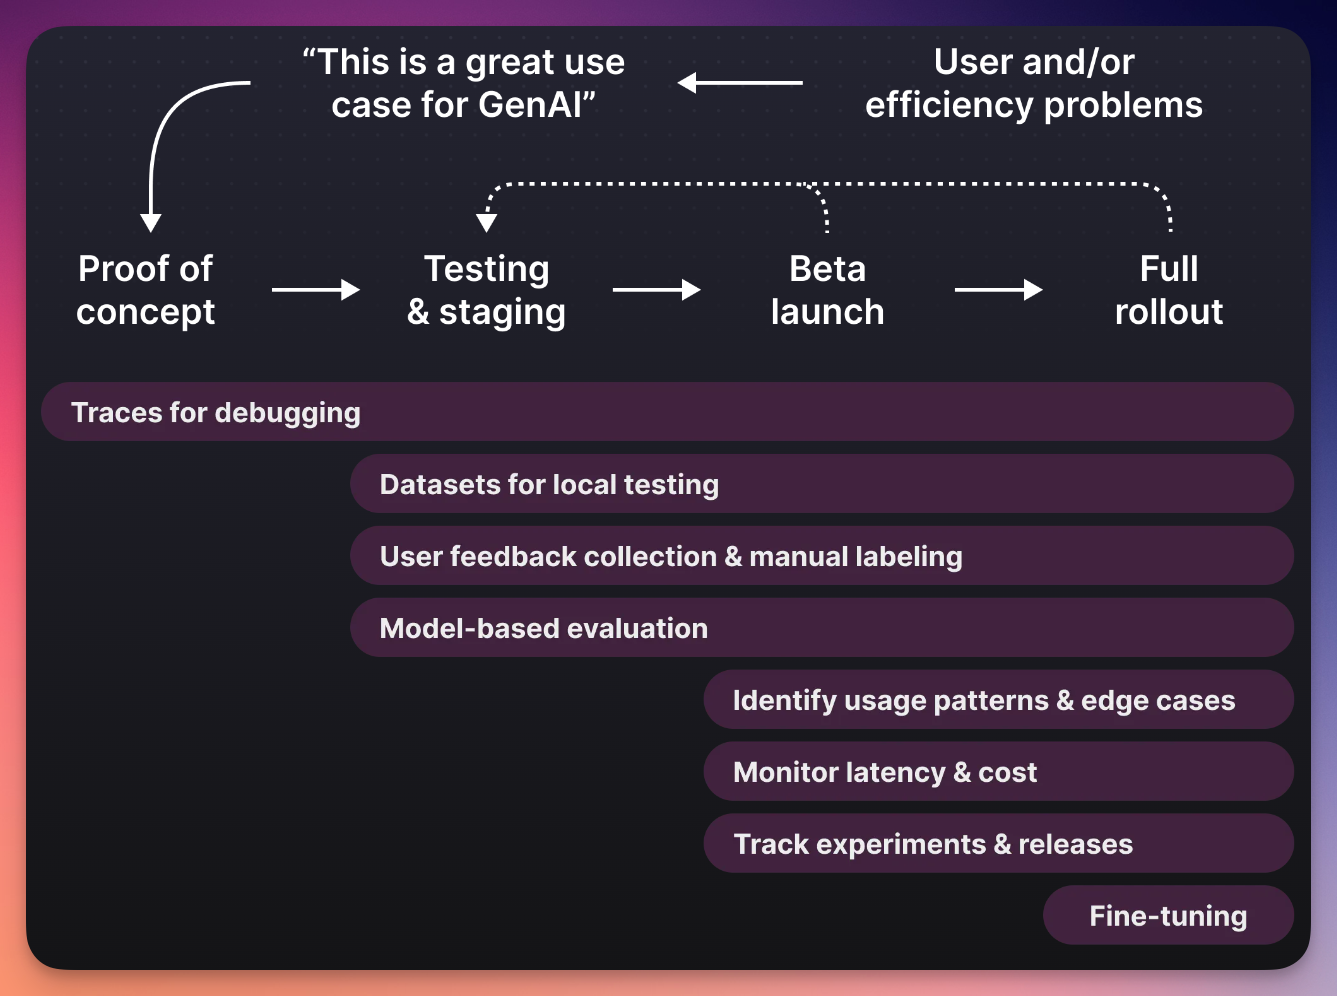 “This is a great use
case for GenAI”
User and/or
efficiency problems
Proof of
concept
Testing
& staging
Beta
launch
Full
rollout
Traces for debugging
Datasets for local testing
User feedback collection & manual labeling
Model-based evaluation
Identify usage patterns & edge cases
Monitor latency & cost
Track experiments & releases
Fine-tuning